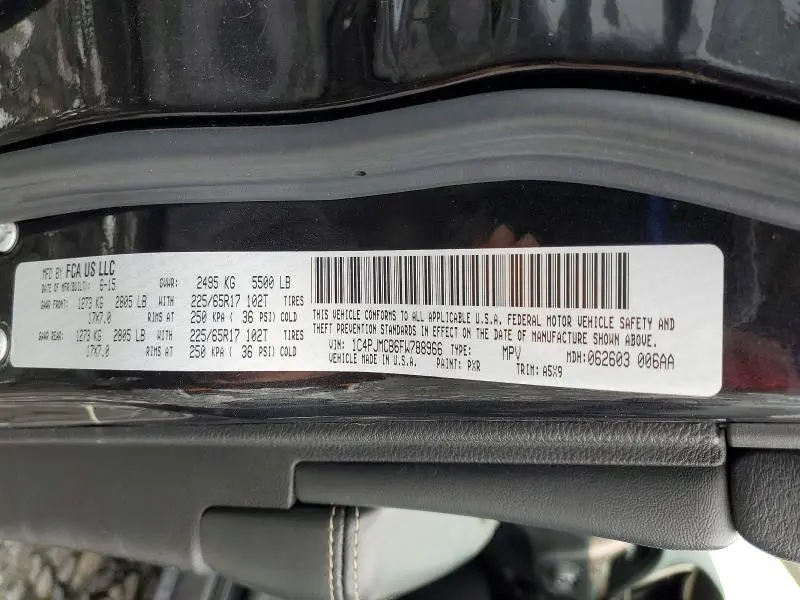 MFD BY: FCA US LLC
DATE OF MFR(BUILT): 6-15 GVWR: 2495 KG 5500 LB
GAWR FRONT: 1273 KG 2805 LB WITH 225/65R17 102T TIRES
17X7.0 RIMS AT 250 KPA ( 36 PSI) COLD
GAWR REAR: 1273 KG 2805 LB WITH 225/65R17 102T TIRES
17X7.0 RIMS AT 250 KPA ( 36 PSI) COLD
THIS VEHICLE CONFORMS TO ALL APPLICABLE U.S.A. FEDERAL MOTOR VEHICLE SAFETY AND
THEFT PREVENTION STANDARDS IN EFFECT ON THE DATE OF MANUFACTURE SHOWN ABOVE.
VIN: 1C4PJMCB6FW788966 TYPE: MPV MDH: 062603 006AA
MADE IN U.S.A. PAINT: PXR TRIM: A5X9